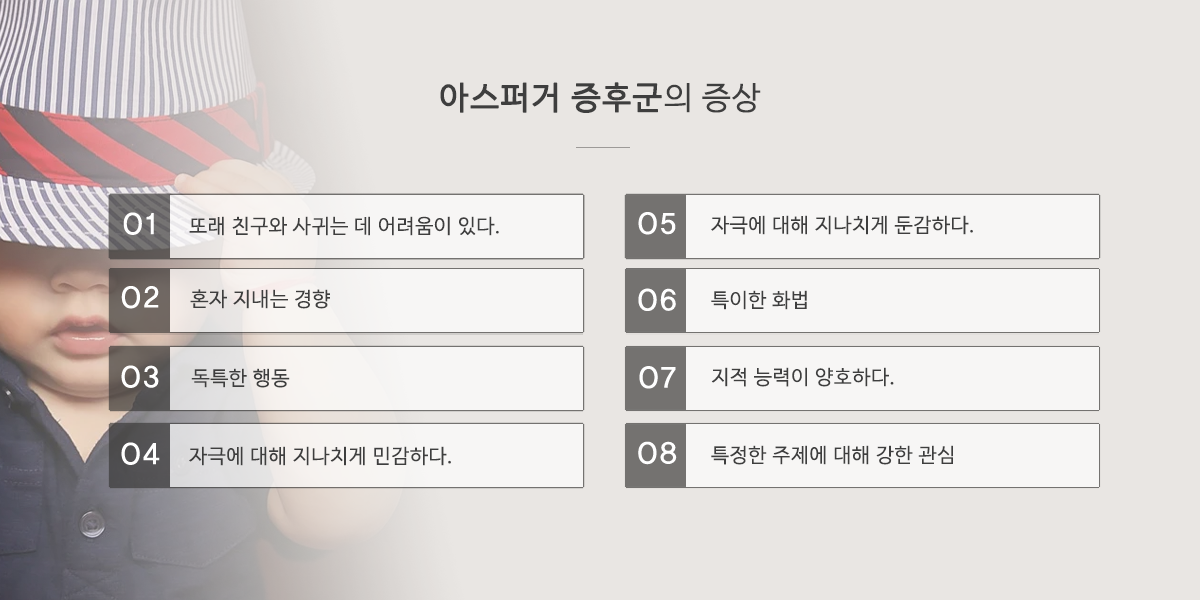 아스퍼거 증후군의 증상
01 또래 친구와 사귀는 데 어려움이 있다.
02 혼자 지내는 경향
03 독특한 행동
04 자극에 대해 지나치게 민감하다.
05 자극에 대해 지나치게 둔감하다.
06 특이한 화법
07 지적 능력이 양호하다.
08 특정한 주제에 대해 강한 관심